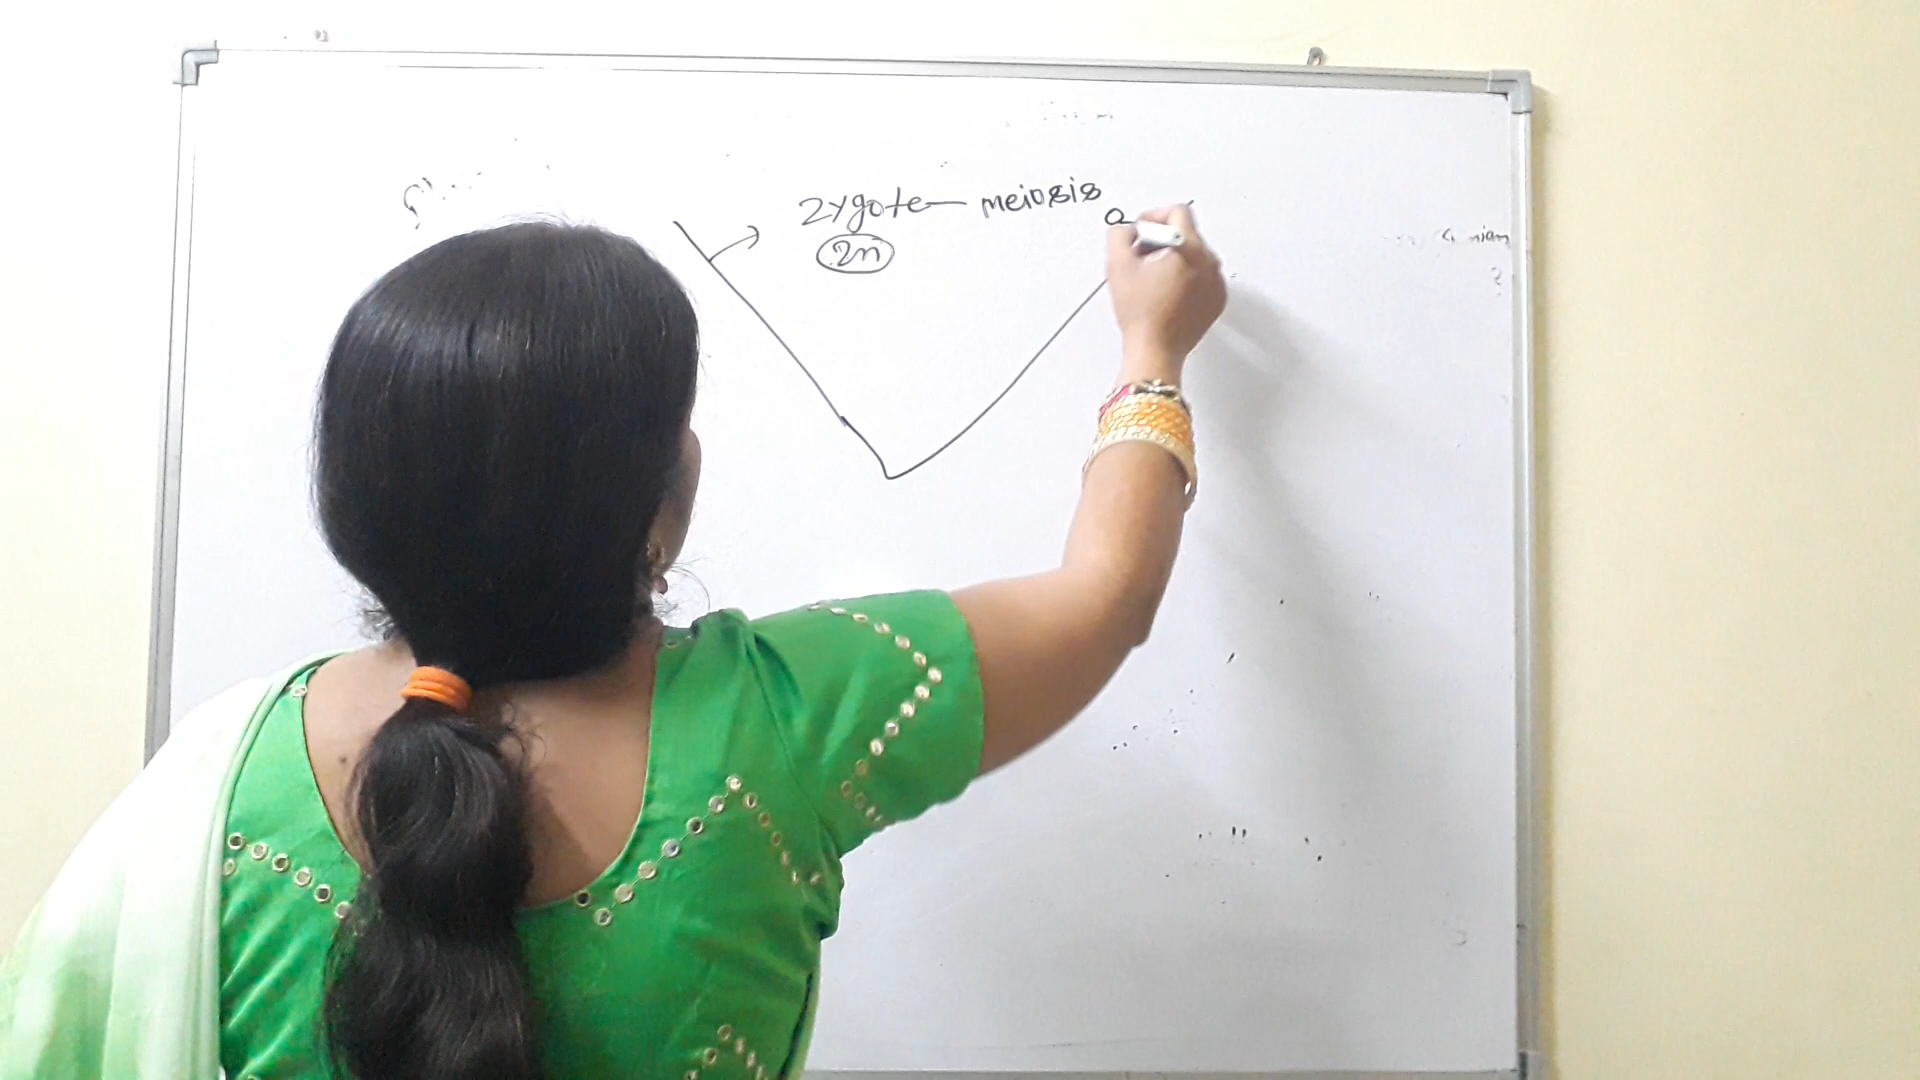 Zygote — meiosis
a
2n